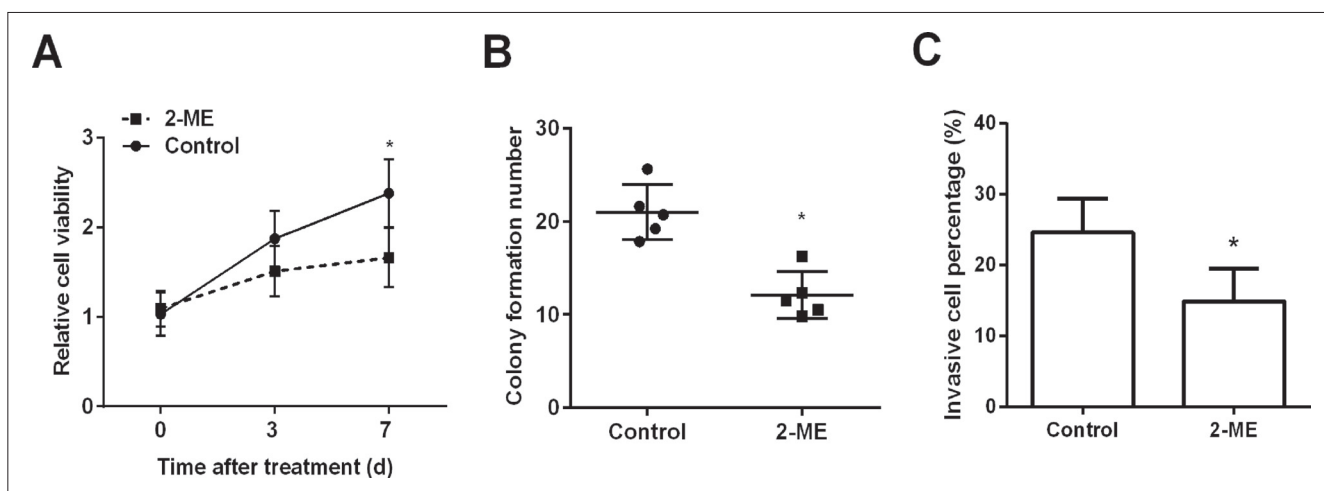 A
2-ME
Control
Relative cell viability
3
2
1
0
*
0 3 7
Time after treatment (d)
B
Colony formation number
30
20
10
0
*
Control 2-ME
C
Invasive cell percentage (%)
40
30
20
10
0
*
Control 2-ME